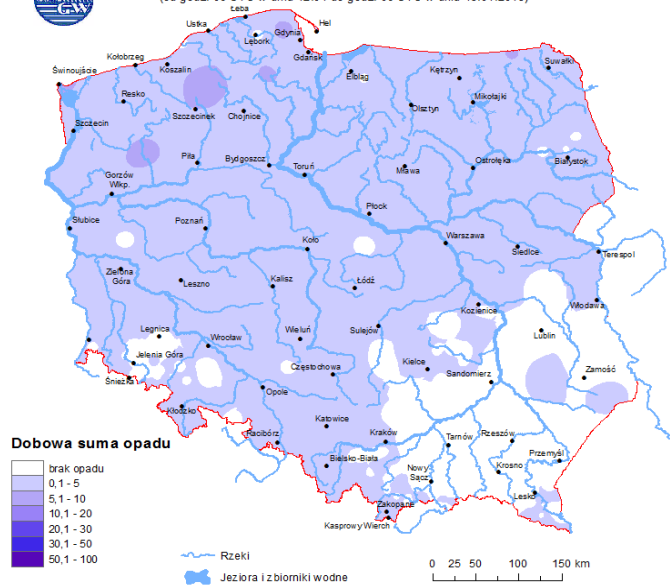 GW
Łeba
Ustka
Hel
Gdynia
Lębork
Gdańsk
Kołobrzeg
Koszalin
Elbląg
Kętrzyn
Suwałki
Świnoujście
Resko
Mikołajki
Olsztyn
Szczecinek
Chojnice
Szczecin
Piła
Bydgoszcz
Toruń
Mława
Ostrołęka
Białystok
Gorzów
Wlkp.
Płock
Słubice
Poznań
Koło
Warszawa
Siedlce
Terespol
Zielona
Góra
Leszno
Kalisz
Łódź
Kozienice
Włodawa
Legnica
Wrocław
Wieluń
Sulejów
Lublin
Jelenia Góra
Kielce
Częstochowa
Sandomierz
Zamość
Śnieżka
Opole
Kłodzko
Katowice
Racibórz
Kraków
Tarnów
Rzeszów
Bielsko-Biała
Przemyśl
Nowy
Sącz
Krosno
Lesko
Zakopane
Kasprowy Wierch
Dobowa suma opadu
brak opadu
0,1 - 5
5,1 - 10
10,1 - 20
20,1 - 30
30,1 - 50
50,1 - 100
Rzeki
Jeziora i zbiorniki wodne
0 25 50 100 150 km